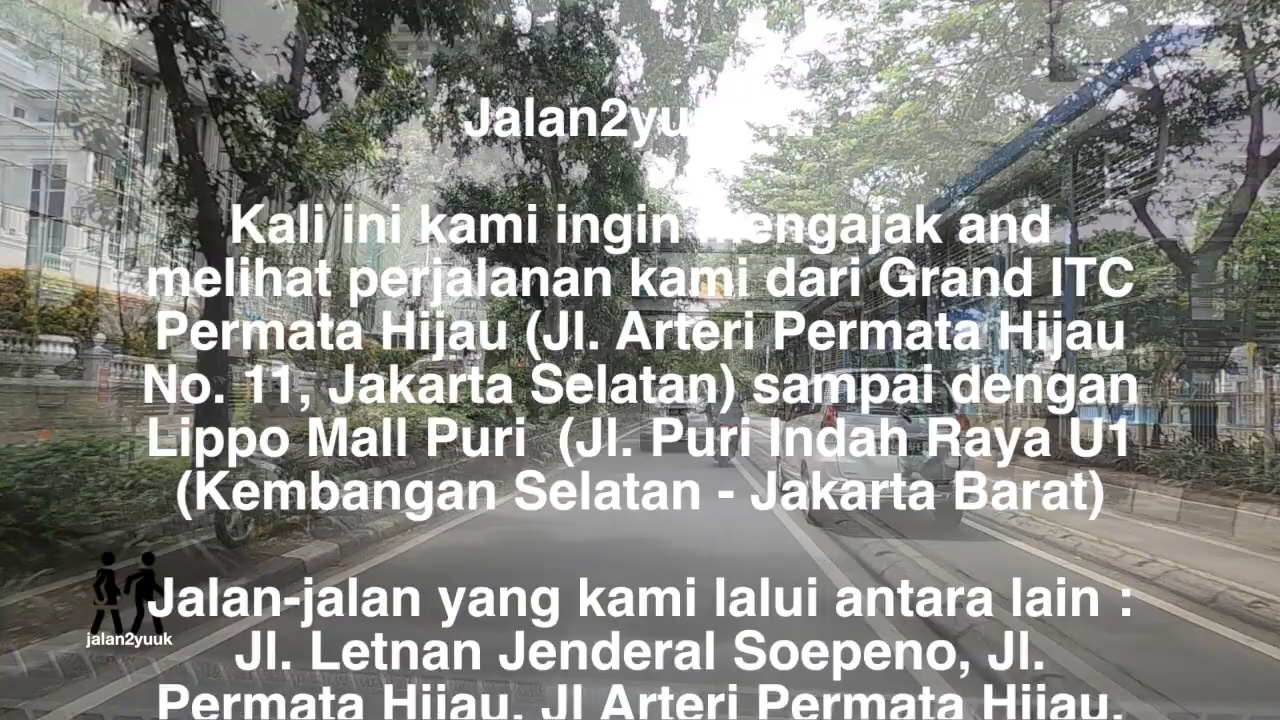 Jalan2yu
Kali ini kami ingin mengajak and
melihat perjalanan kami dari Grand ITC
Permata Hijau (Jl. Arteri Permata Hijau
No. 11, Jakarta Selatan) sampai dengan
Lippo Mall Puri (Jl. Puri Indah Raya U1
(Kembangan Selatan - Jakarta Barat)
Jalan-jalan yang kami lalui antara lain :
jalan2yuuk
Jl. Letnan Jenderal Soepeno, Jl.
Permata Hijau, Jl Arteri Permata Hijau,